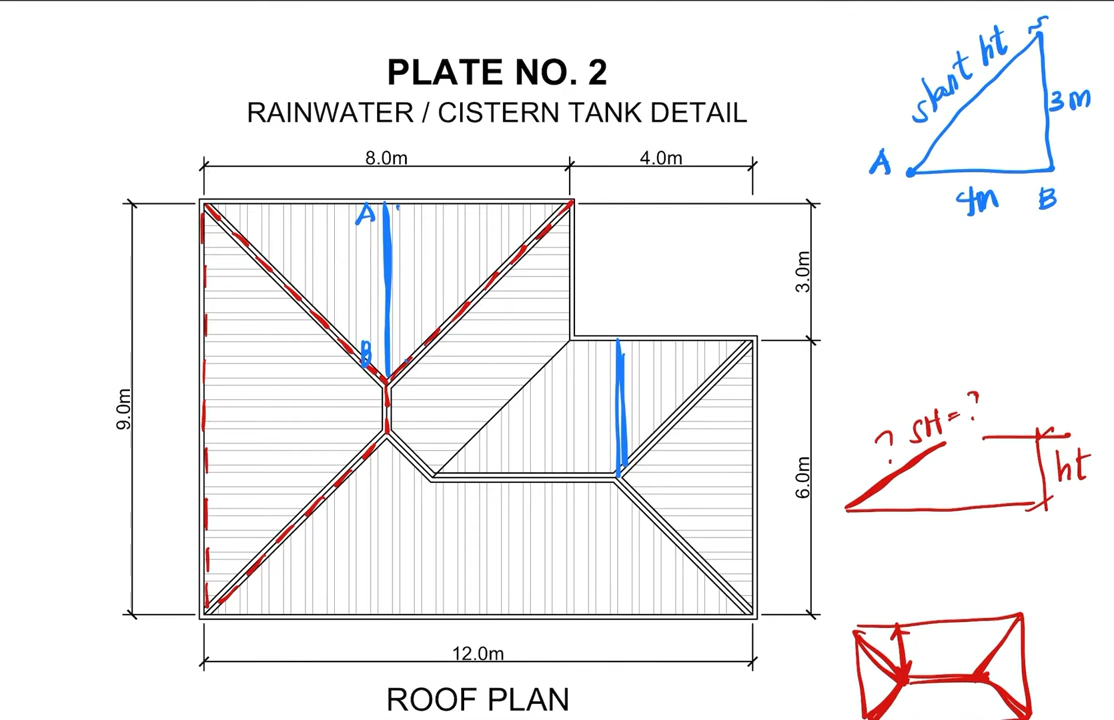 PLATE NO. 2
RAINWATER / CISTERN TANK DETAIL
8.0m
4.0m
slant ht
3m
A
4m
B
A
B
3.0m
9.0m
6.0m
? SH = ?
ht
12.0m
ROOF PLAN